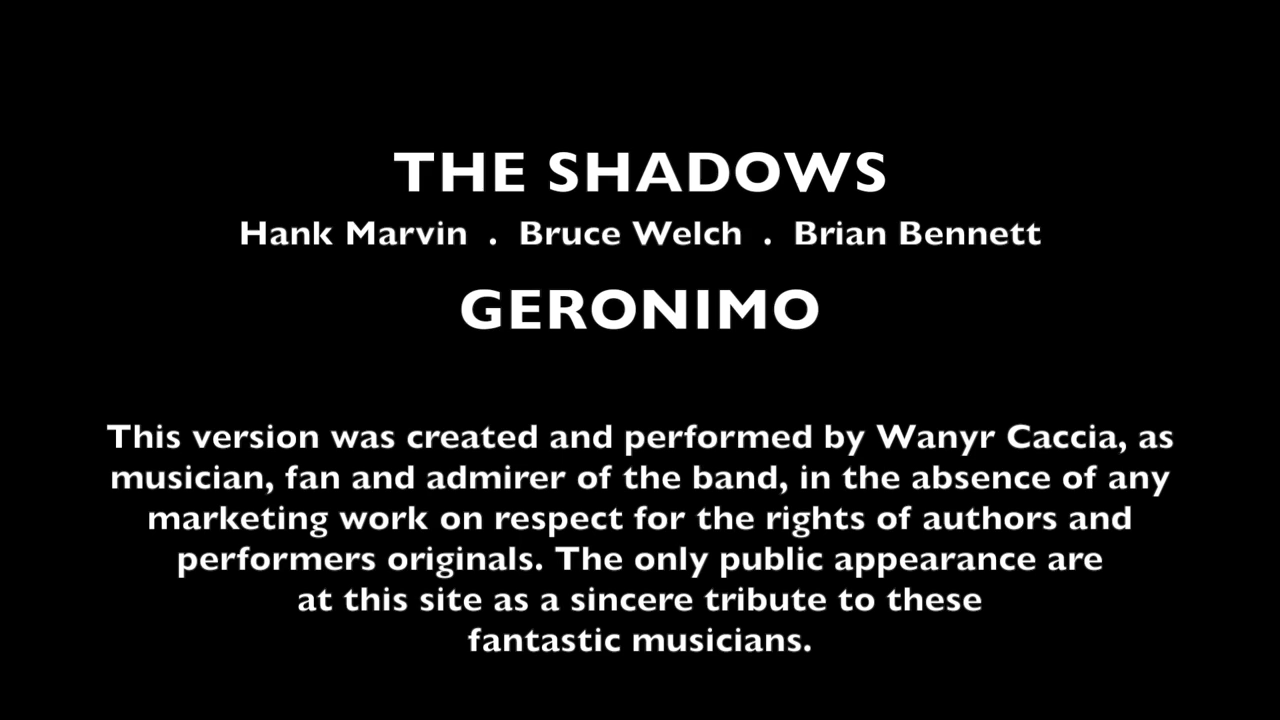 THE SHADOWS
Hank Marvin . Bruce Welch . Brian Bennett
GERONIMO
This version was created and performed by Wanyr Caccia, as
musician, fan and admirer of the band, in the absence of any
marketing work on respect for the rights of authors and
performers originals. The only public appearance are
at this site as a sincere tribute to these
fantastic musicians.